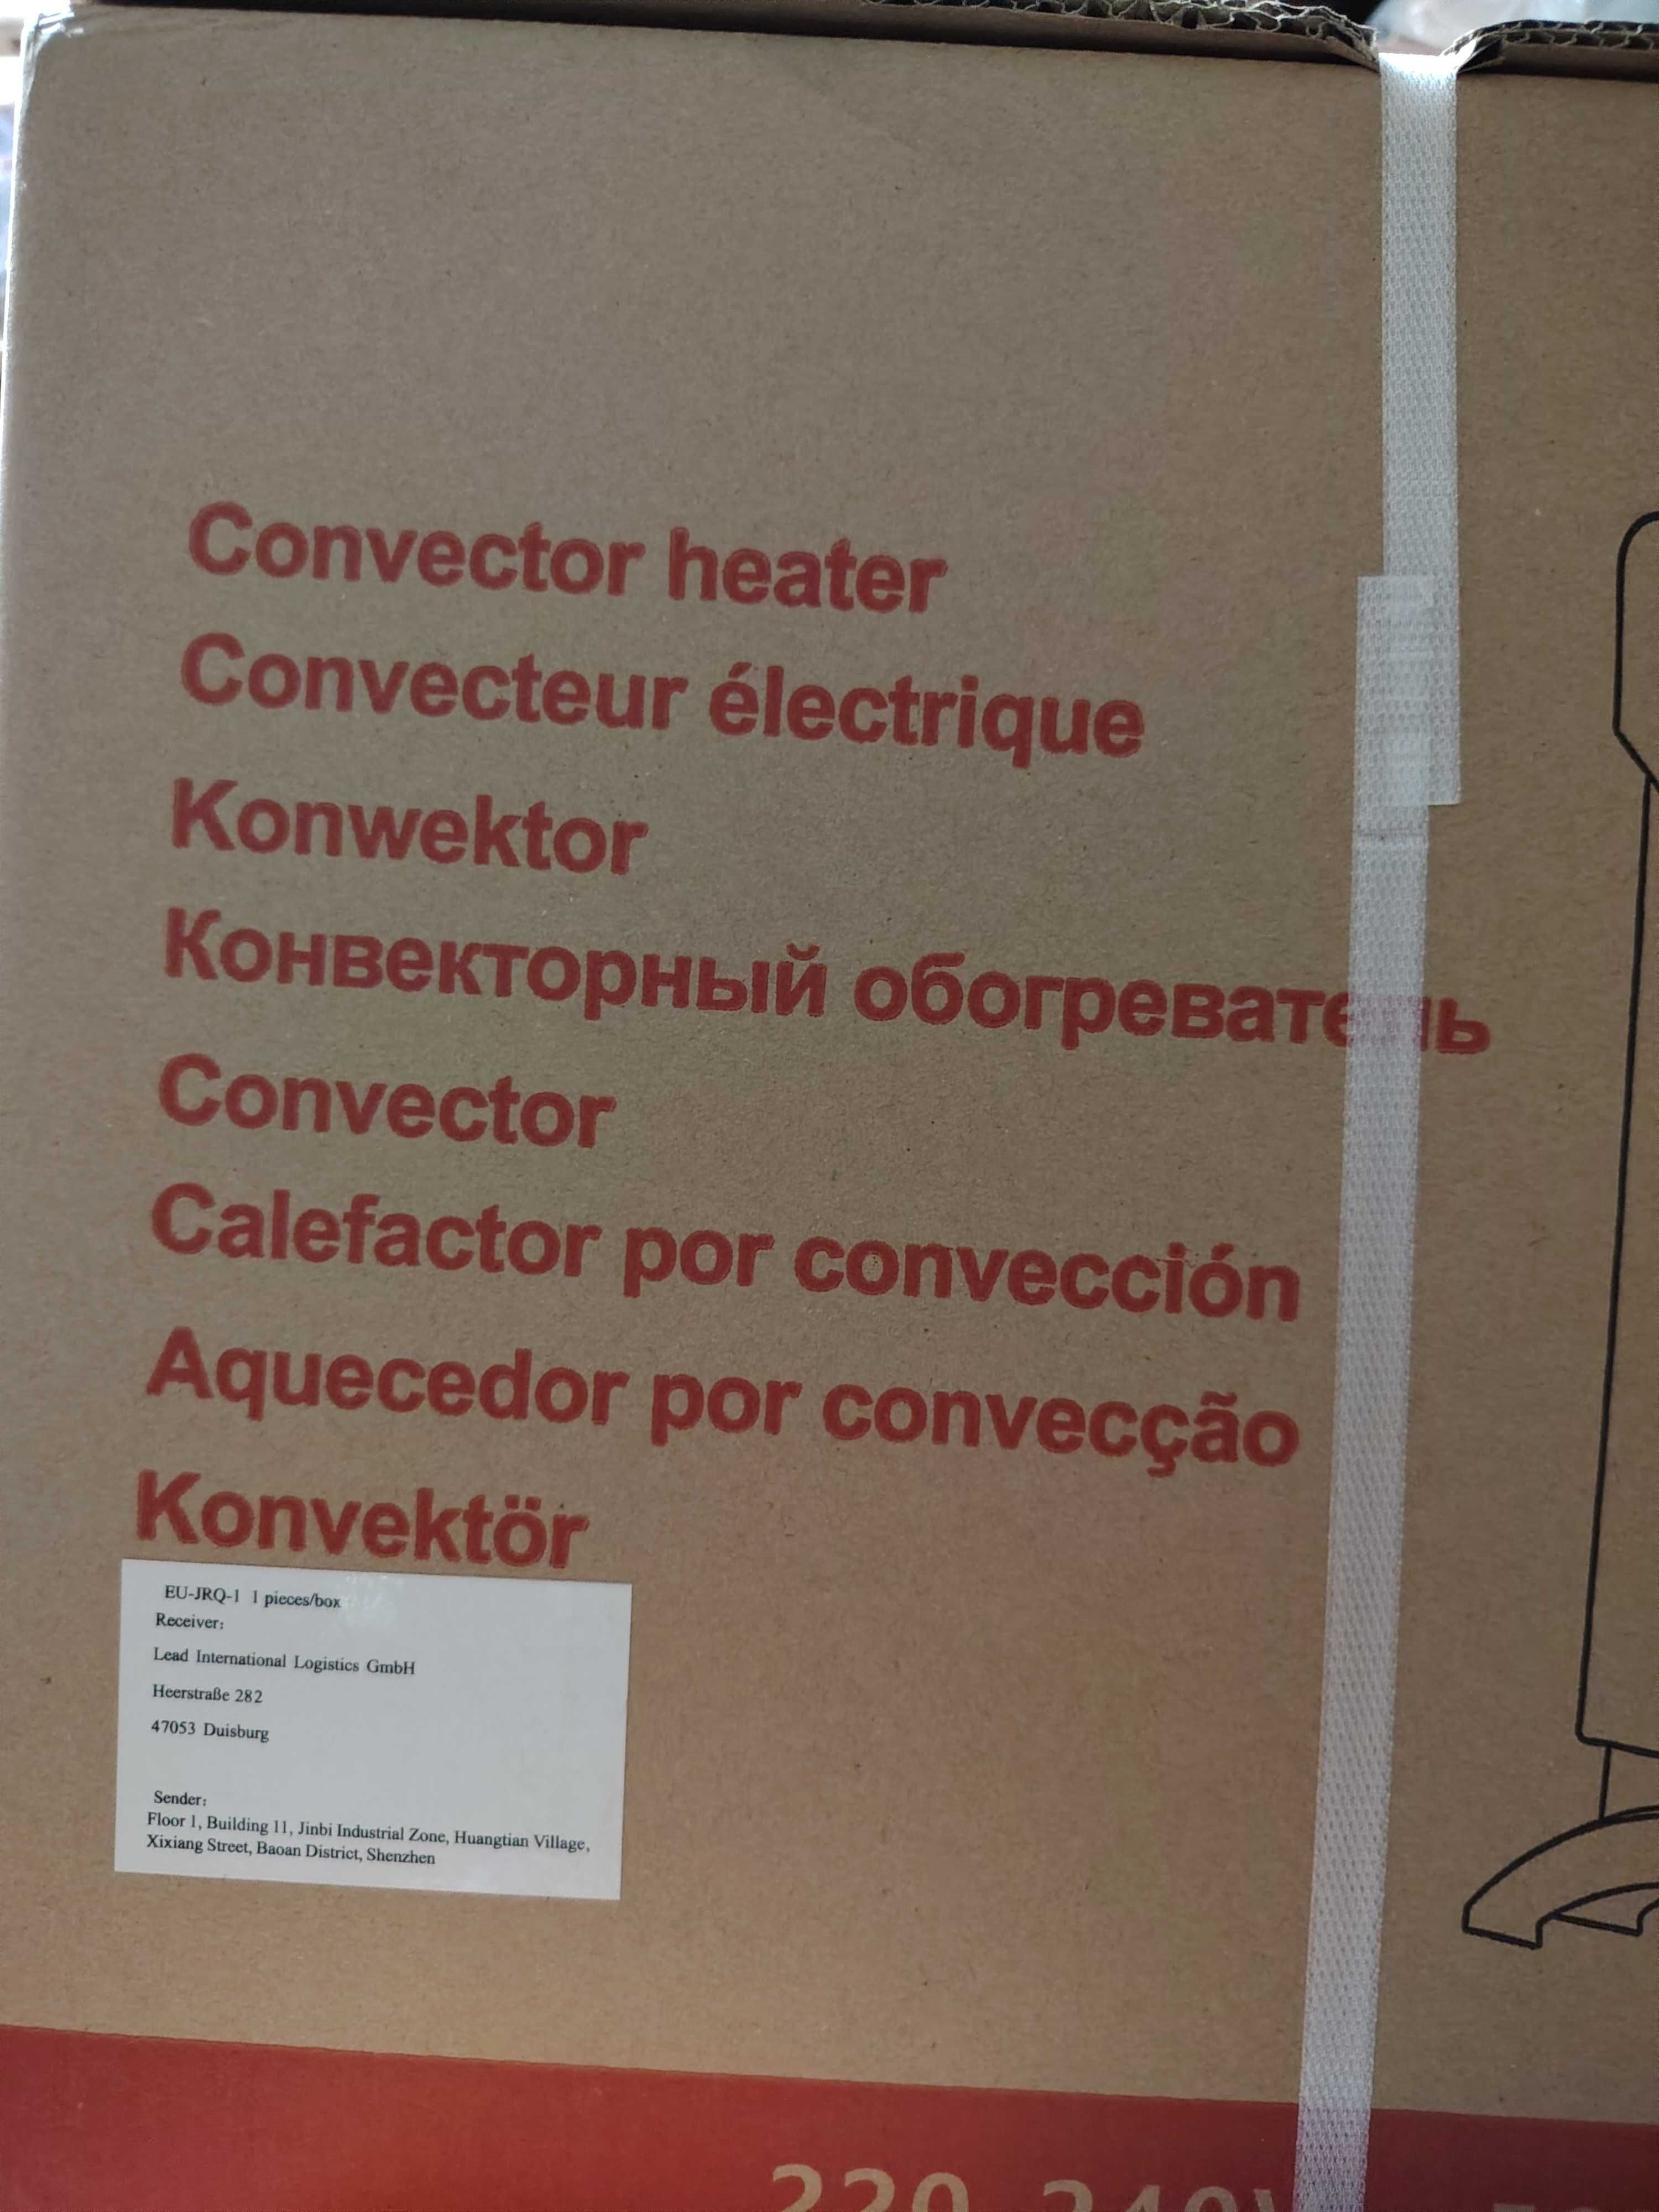 Convector heater
Convecteur électrique
Konwektor
Конвекторный обогреватель
Convector
Calefactor por convección
Aquecedor por convecção
Konvektör
EU-JRQ-1 1 pieces/box
Receiver:
Lead International Logistics GmbH
Heerstraße 282
47053 Duisburg
Sender:
Floor 1, Building 11, Jinbi Industrial Zone, Huangtian Village,
Xixiang Street, Baoan District, Shenzhen
220-240V